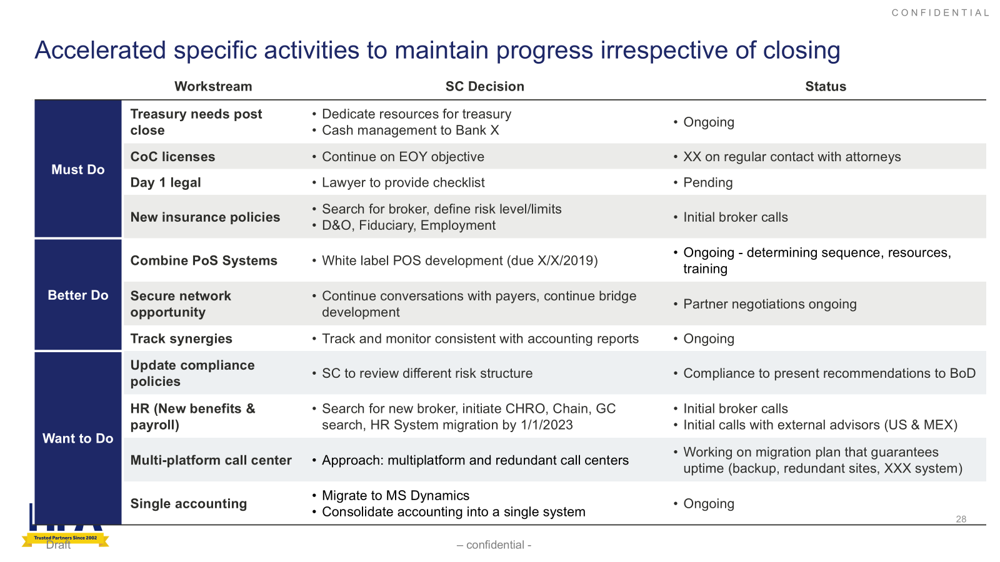 CONFIDENTIAL
Accelerated specific activities to maintain progress irrespective of closing
Workstream SC Decision Status
Must Do
Treasury needs post
close
• Dedicate resources for treasury
• Cash management to Bank X
• Ongoing
CoC licenses
• Continue on EOY objective
• XX on regular contact with attorneys
Day 1 legal
• Lawyer to provide checklist
• Pending
New insurance policies
• Search for broker, define risk level/limits
• D&O, Fiduciary, Employment
• Initial broker calls
Better Do
Combine PoS Systems
• White label POS development (due X/X/2019)
• Ongoing - determining sequence, resources,
training
Secure network
opportunity
• Continue conversations with payers, continue bridge
development
• Partner negotiations ongoing
Track synergies
• Track and monitor consistent with accounting reports
• Ongoing
Want to Do
Update compliance
policies
• SC to review different risk structure
• Compliance to present recommendations to BoD
HR (New benefits &
payroll)
• Search for new broker, initiate CHRO, Chain, GC
search, HR System migration by 1/1/2023
• Initial broker calls
• Initial calls with external advisors (US & MEX)
Multi-platform call center
• Approach: multiplatform and redundant call centers
• Working on migration plan that guarantees
uptime (backup, redundant sites, XXX system)
Single accounting
• Migrate to MS Dynamics
• Consolidate accounting into a single system
• Ongoing
28
Trusted Partners Since 2002
Draft
– confidential -